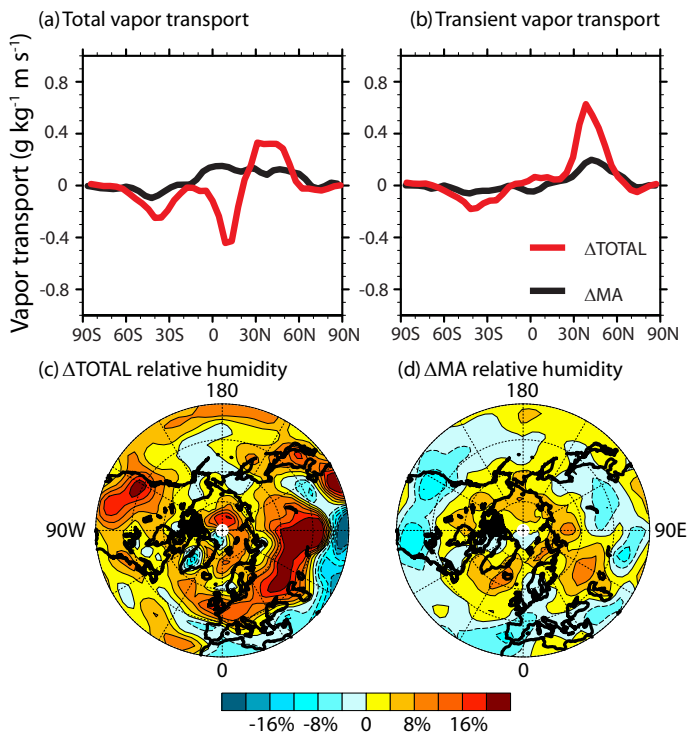 (a) Total vapor transport
(b) Transient vapor transport
Vapor transport (g kg⁻¹ m s⁻¹)
0.8
0.4
0
-0.4
-0.8
90S 60S 30S 0 30N 60N 90N
0.8
0.4
0
-0.4
-0.8
ΔTOTAL
ΔMA
90S 60S 30S 0 30N 60N 90N
(c) ΔTOTAL relative humidity
(d) ΔMA relative humidity
180
180
90W
90E
0
0
-16% -8% 0 8% 16%